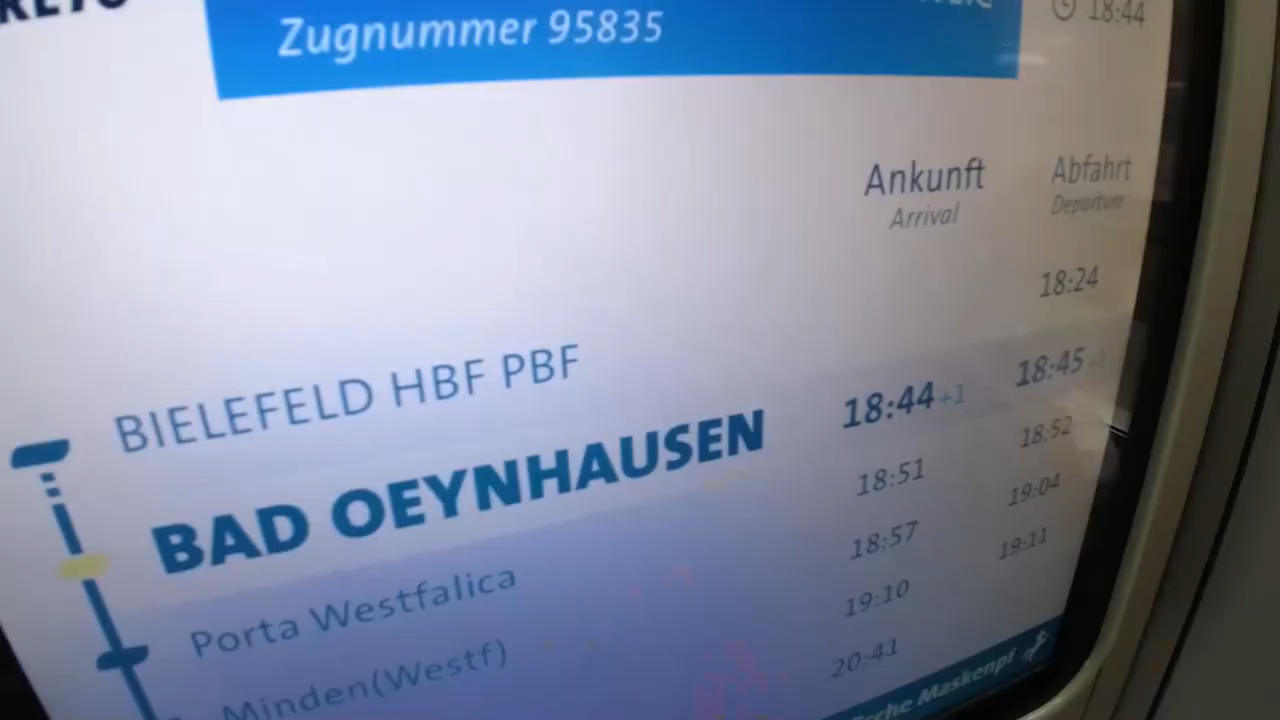 Zugnummer 95835
18:44
Ankunft Abfahrt
Arrival Departure
18:24
BIELEFELD HBF PBF
BAD OEYNHAUSEN 18:44 +1 18:45
Porta Westfalica 18:51 18:52
Minden(Westf) 18:57 19:04
19:10 19:11
20:41